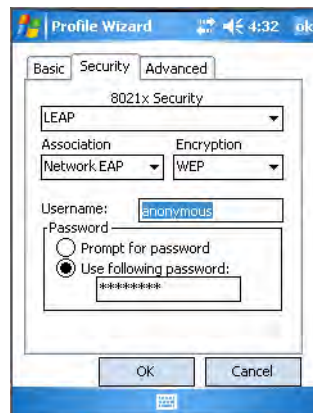 Profile Wizard 4:32 ok
Basic Security Advanced
8021x Security
LEAP
Association Encryption
Network EAP WEP
Username: anonymous
Password
Prompt for password
Use following password:
********
OK Cancel